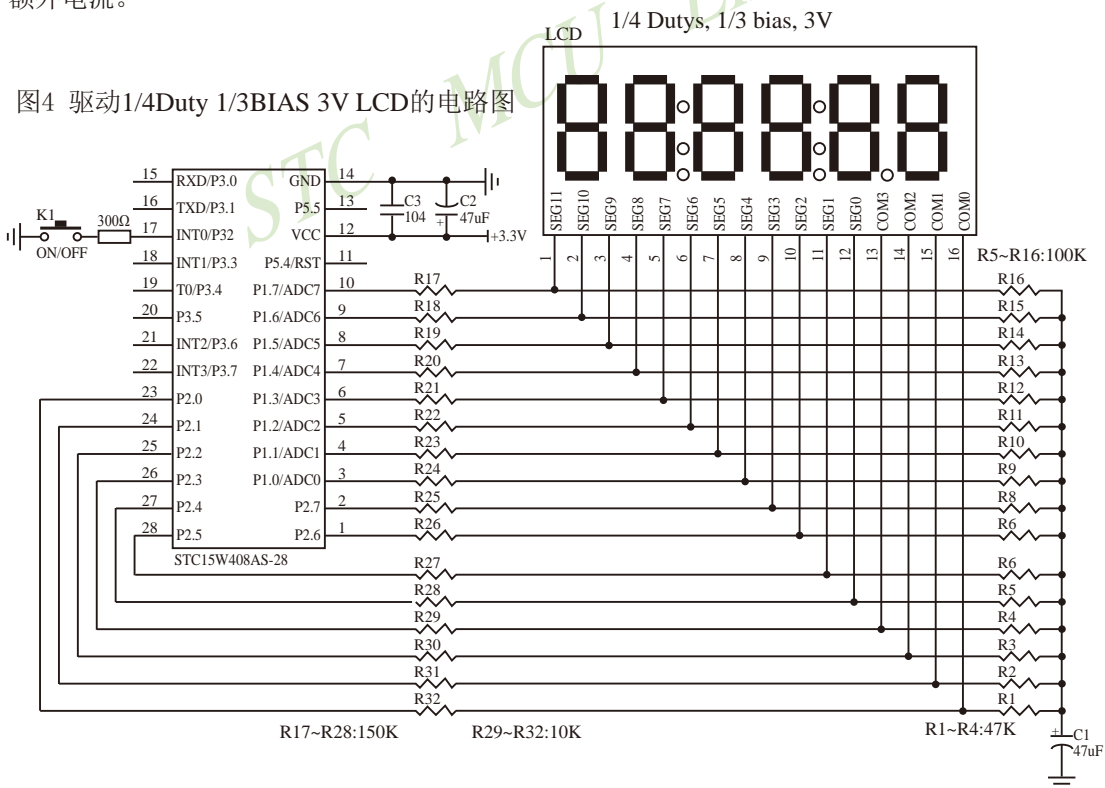 额外电流。
1/4 Dutys, 1/3 bias, 3V
LCD
图4 驱动1/4Duty 1/3BIAS 3V LCD的电路图
STC MCU
15 RXD/P3.0 GND 14
16 TXD/P3.1 P5.5 13
17 INT0/P32 VCC 12
18 INT1/P3.3 P5.4/RST 11
19 T0/P3.4 P1.7/ADC7 10
20 P3.5 P1.6/ADC6 9
21 INT2/P3.6 P1.5/ADC5 8
22 INT3/P3.7 P1.4/ADC4 7
23 P2.0 P1.3/ADC3 6
24 P2.1 P1.2/ADC2 5
25 P2.2 P1.1/ADC1 4
26 P2.3 P1.0/ADC0 3
27 P2.4 P2.7 2
28 P2.5 P2.6 1
STC15W408AS-28
K1
300Ω
ON/OFF
C3
104
C2
+
47uF
+3.3V
SEG11
SEG10
SEG9
SEG8
SEG7
SEG6
SEG5
SEG4
SEG3
SEG2
SEG1
SEG0
COM3
COM2
COM1
COM0
1 2 3 4 5 6 7 8 9 10 11 12 13 14 15 16
R5~R16:100K
R17 R16
R18 R15
R19 R14
R20 R13
R21 R12
R22 R11
R23 R10
R24 R9
R25 R8
R26 R6
R27 R6
R28 R5
R29 R4
R30 R3
R31 R2
R32 R1
R17~R28:150K R29~R32:10K R1~R4:47K
+
C1
47uF